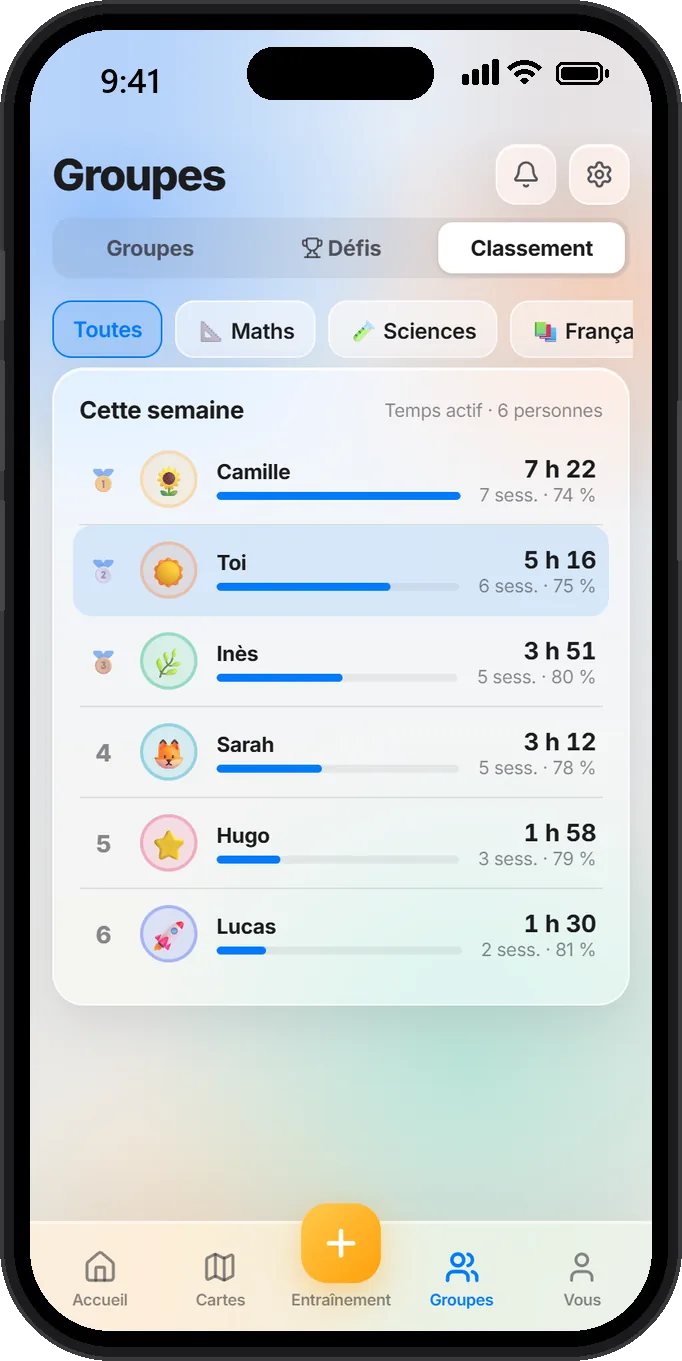 9:41
Groupes
Groupes
Défis
Classement
Toutes
Maths
Sciences
França
Cette semaine
Temps actif · 6 personnes
1
Camille
7 h 22
7 sess. · 74 %
2
Toi
5 h 16
6 sess. · 75 %
3
Inès
3 h 51
5 sess. · 80 %
4
Sarah
3 h 12
5 sess. · 78 %
5
Hugo
1 h 58
3 sess. · 79 %
6
Lucas
1 h 30
2 sess. · 81 %
Accueil
Cartes
Entraînement
Groupes
Vous